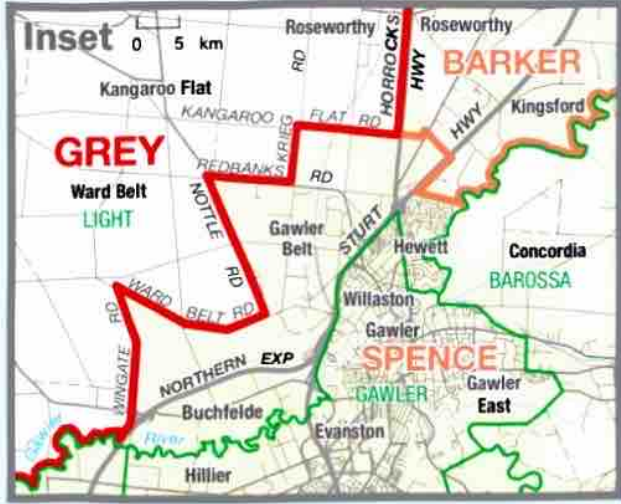 Inset 0 5 km
Roseworthy
Roseworthy
HORROCKS
HWY
BARKER
RD
Kangaroo Flat
HWY
Kingsford
KANGAROO FLAT RD
KRIEG
GREY
REDBANKS RD
Ward Belt
LIGHT
NOTTLE
RD
Gawler
Belt
STURT
Hewett
Concordia
BAROSSA
WARD BELT RD
RD
WINGATE
Willaston
Gawler
SPENCE
NORTHERN EXP
GAWLER
Gawler
East
Buchfelde
Gawler
River
Evanston
Hillier